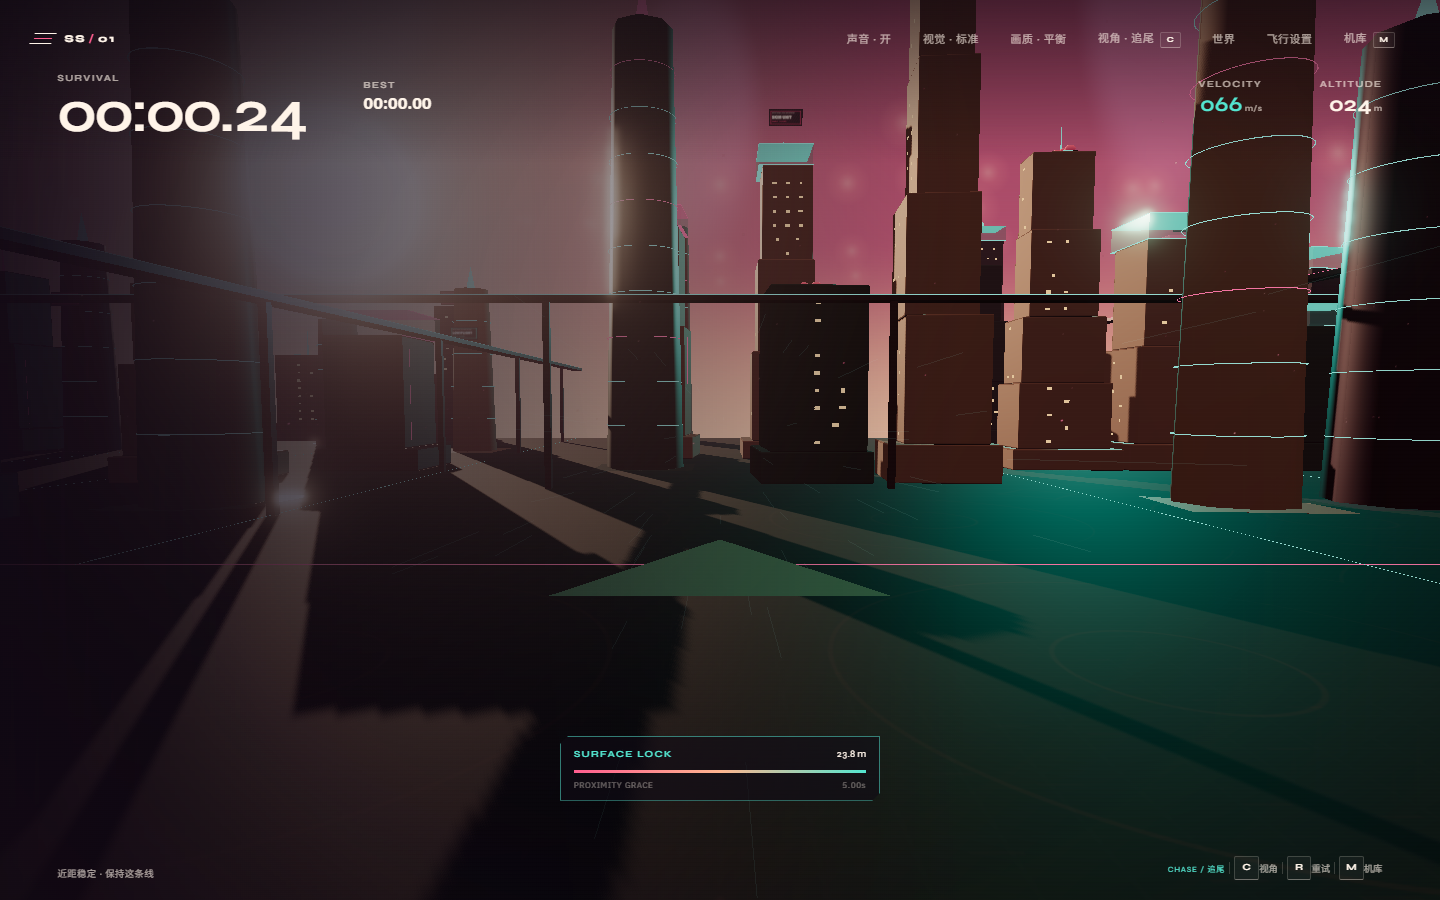 SS / 01
声音 · 开
视觉 · 标准
画质 · 平衡
视角 · 追尾 C
世界
飞行设置
机库 M
SURVIVAL
00:00.24
BEST
00:00.00
VELOCITY
066 m/s
ALTITUDE
024 m
SURFACE LOCK 23.8 m
PROXIMITY GRACE 5.00s
近距稳定 · 保持这条线
CHASE / 追尾 C 视角 R 重试 M 机库